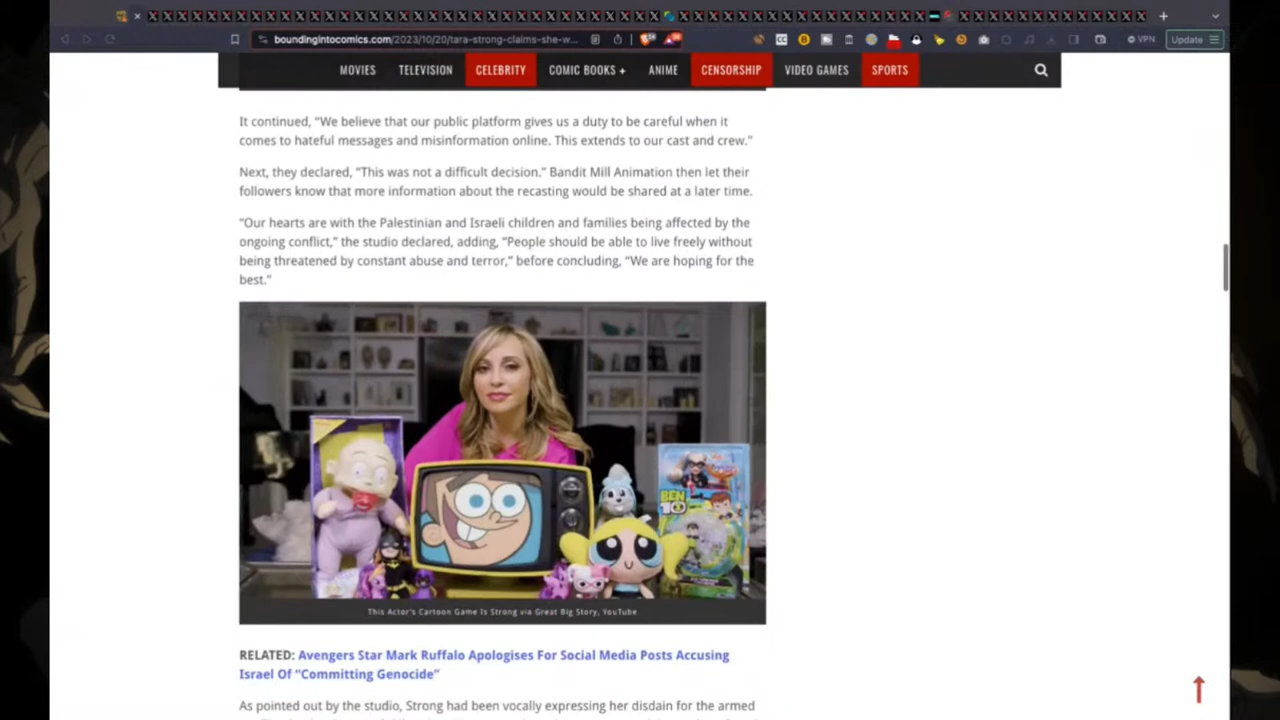 boundingintocomics.com/2023/10/20/tara-strong-claims-she-w...
VPN
Update
MOVIES TELEVISION CELEBRITY COMIC BOOKS + ANIME CENSORSHIP VIDEO GAMES SPORTS
It continued, “We believe that our public platform gives us a duty to be careful when it
comes to hateful messages and misinformation online. This extends to our cast and crew.”
Next, they declared, “This was not a difficult decision.” Bandit Mill Animation then let their
followers know that more information about the recasting would be shared at a later time.
“Our hearts are with the Palestinian and Israeli children and families being affected by the
ongoing conflict,” the studio declared, adding, “People should be able to live freely without
being threatened by constant abuse and terror,” before concluding, “We are hoping for the
best.”
BEN
10
This Actor's Cartoon Game Is Strong via Great Big Story, YouTube
RELATED: Avengers Star Mark Ruffalo Apologises For Social Media Posts Accusing
Israel Of “Committing Genocide”
As pointed out by the studio, Strong had been vocally expressing her disdain for the armed